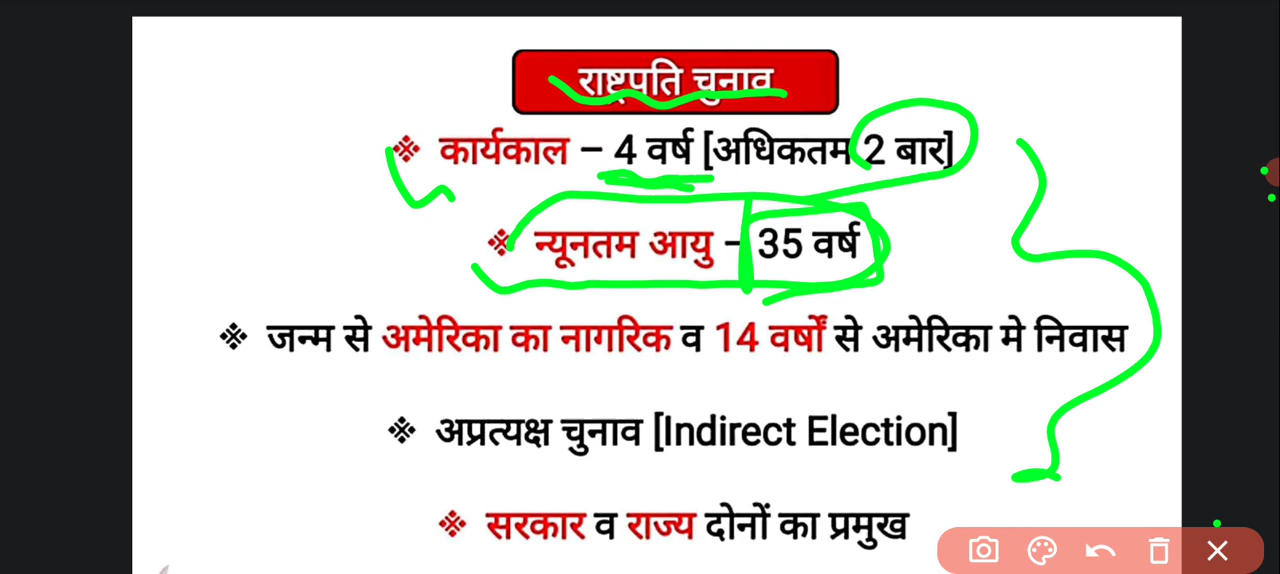 राष्ट्रपति चुनाव
❖ कार्यकाल – 4 वर्ष [अधिकतम 2 बार]
❖ न्यूनतम आयु – 35 वर्ष
❖ जन्म से अमेरिका का नागरिक व 14 वर्षों से अमेरिका मे निवास
❖ अप्रत्यक्ष चुनाव [Indirect Election]
❖ सरकार व राज्य दोनों का प्रमुख